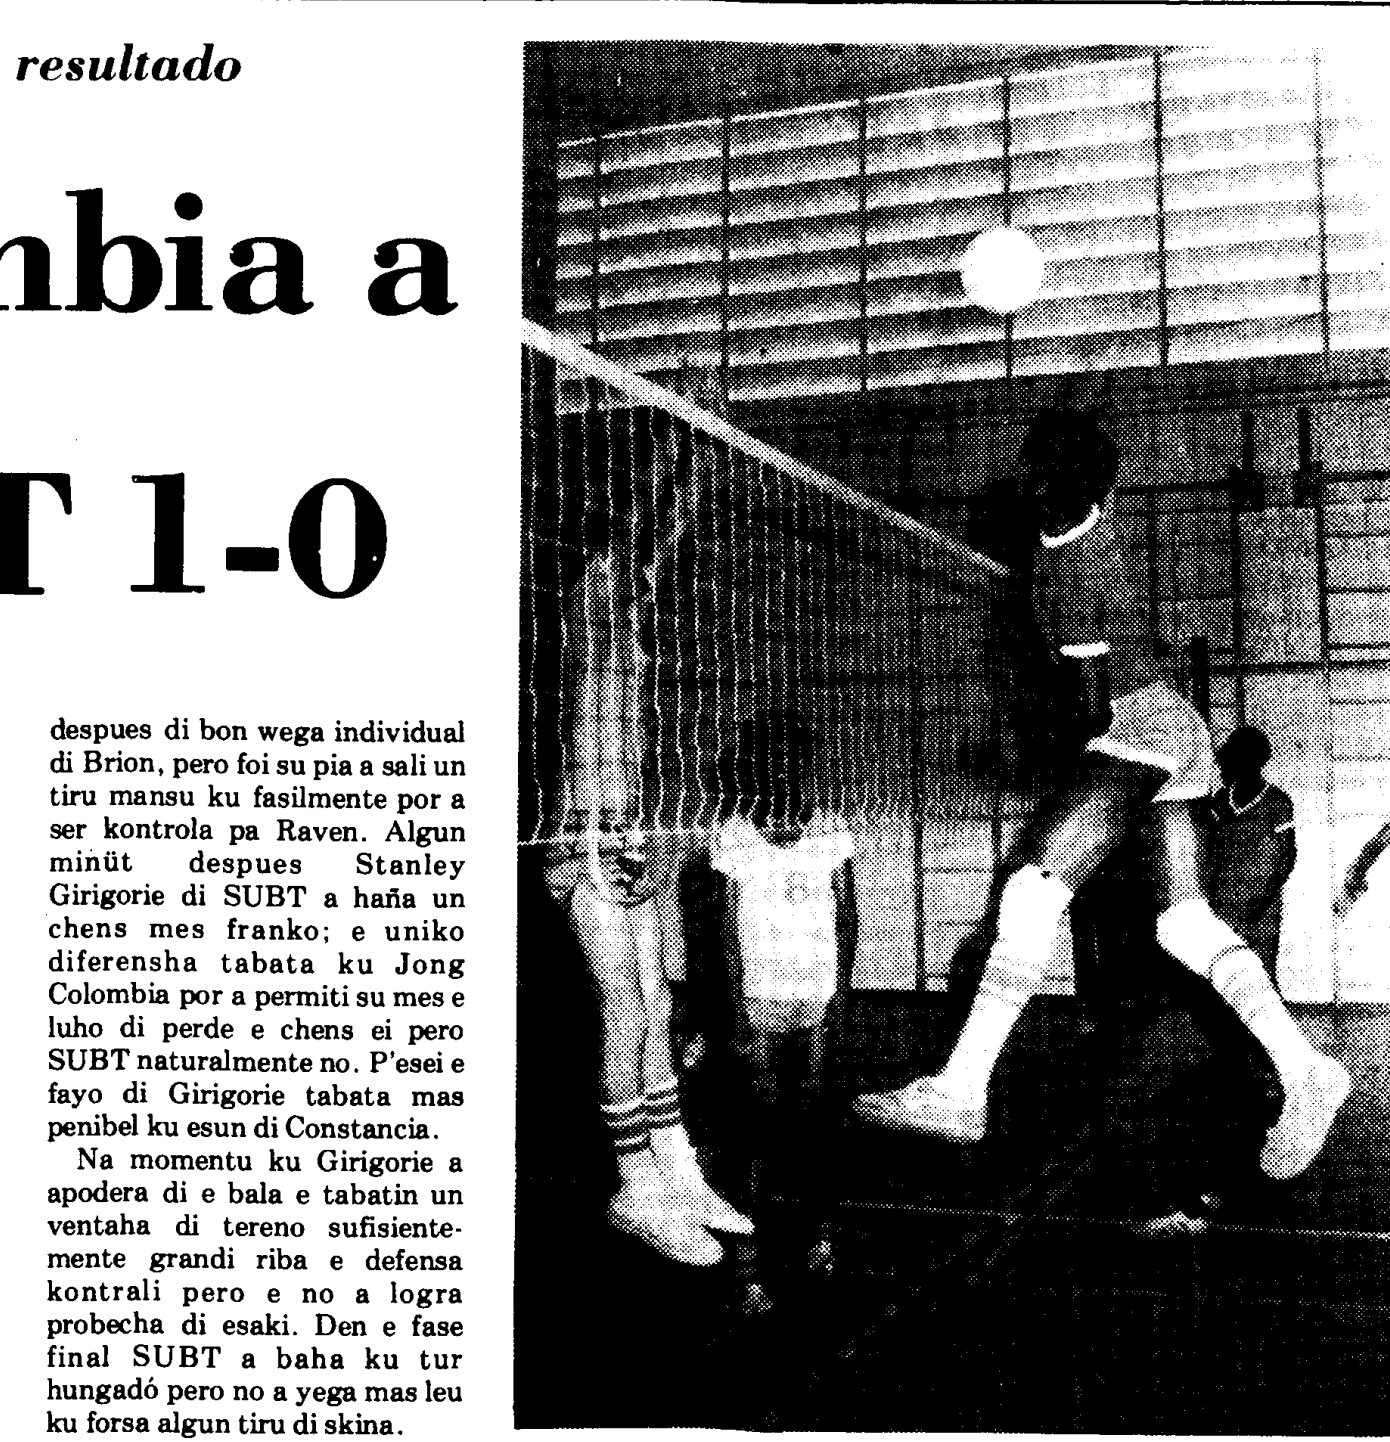 resultado
mbia a
T 1-0
despues di bon wega individual
di Brion, pero foi su pia a sali un
tiru mansu ku fasilmente por a
ser kontrola pa Raven. Algun
minüt despues Stanley
Girigorie di SUBT a haña un
chens mes franko; e uniko
diferensha tabata ku Jong
Colombia por a permiti su mes e
luho di perde e chens ei pero
SUBT naturalmente no. P'esei e
fayo di Girigorie tabata mas
penibel ku esun di Constancia.
Na momentu ku Girigorie a
apodera di e bala e tabatin un
ventaha di tereno sufisiente-
mente grandi riba e defensa
kontrali pero e no a logra
probecha di esaki. Den e fase
final SUBT a baha ku tur
hungadó pero no a yega mas leu
ku forsa algun tiru di skina.